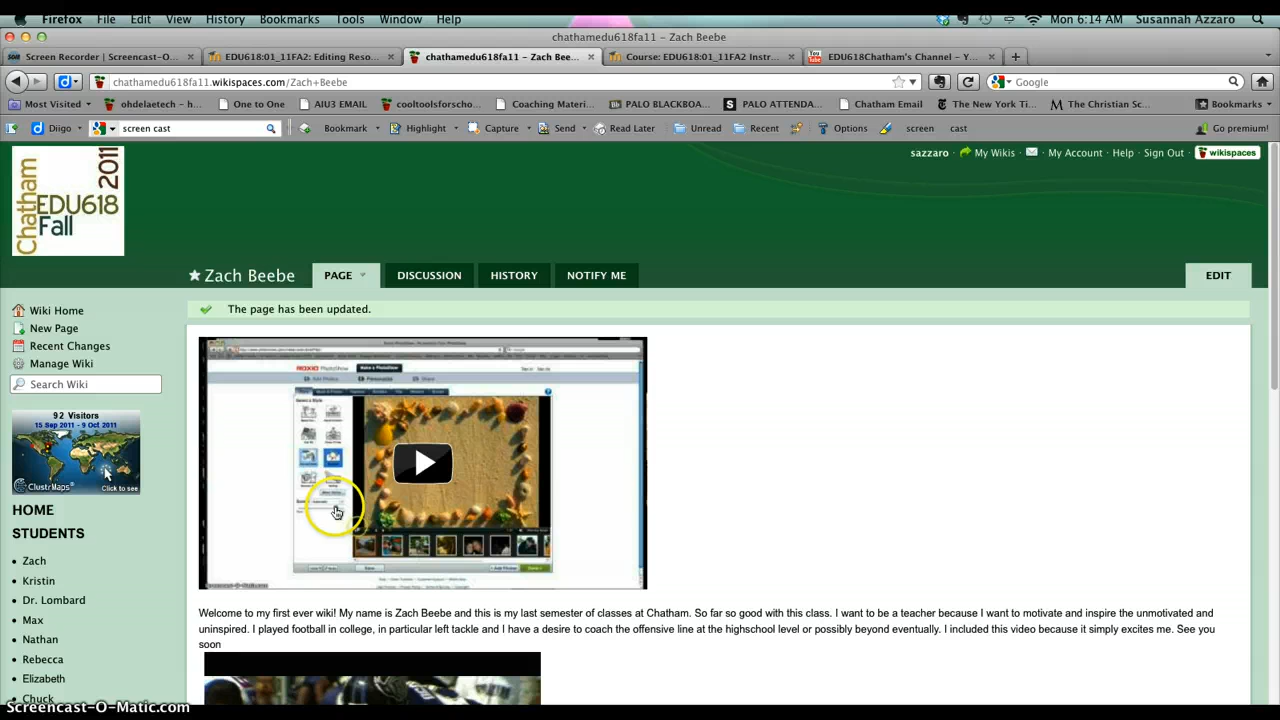 Firefox File Edit View History Bookmarks Tools Window Help Mon 6:14 AM Susannah Azzaro
chathamedu618fa11 – Zach Beebe
Screen Recorder | Screencast-O... EDU618:01_11FA2: Editing Reso... chathamedu618fa11 – Zach Bee... Course: EDU618:01_11FA2 Instr... EDU618Chatham's Channel – Y...
chathamedu618fa11.wikispaces.com/Zach+Beebe Google
Most Visited ohdelaetech – h... One to One AIU3 EMAIL cooltoolsforscho... Coaching Materi... PALO BLACKBOA... PALO ATTENDA... Chatham Email The New York Ti... The Christian Sc... Bookmarks
Diigo screen cast Bookmark Highlight Capture Send Read Later Unread Recent Options screen cast Go premium!
sazzaro My Wikis My Account Help Sign Out wikispaces
Chatham EDU618 Fall 2011
Zach Beebe PAGE DISCUSSION HISTORY NOTIFY ME EDIT
The page has been updated.
Wiki Home
New Page
Recent Changes
Manage Wiki
Search Wiki
92 Visitors
15 Sep 2011 – 9 Oct 2011
ClustrMaps Click to see
HOME
STUDENTS
• Zach
• Kristin
• Dr. Lombard
• Max
• Nathan
• Rebecca
• Elizabeth
• Chuck
ROXIO PhotoShow Make a PhotoShow
Add Photos Personalize Share
Welcome to my first ever wiki! My name is Zach Beebe and this is my last semester of classes at Chatham. So far so good with this class. I want to be a teacher because I want to motivate and inspire the unmotivated and
uninspired. I played football in college, in particular left tackle and I have a desire to coach the offensive line at the highschool level or possibly beyond eventually. I included this video because it simply excites me. See you
soon
Screencast-O-Matic.com